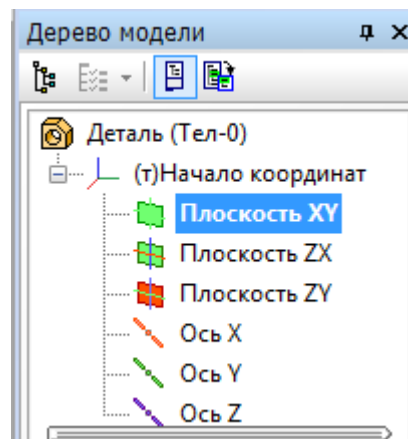 Дерево модели
Деталь (Тел-0)
(т)Начало координат
Плоскость XY
Плоскость ZX
Плоскость ZY
Ось X
Ось Y
Ось Z